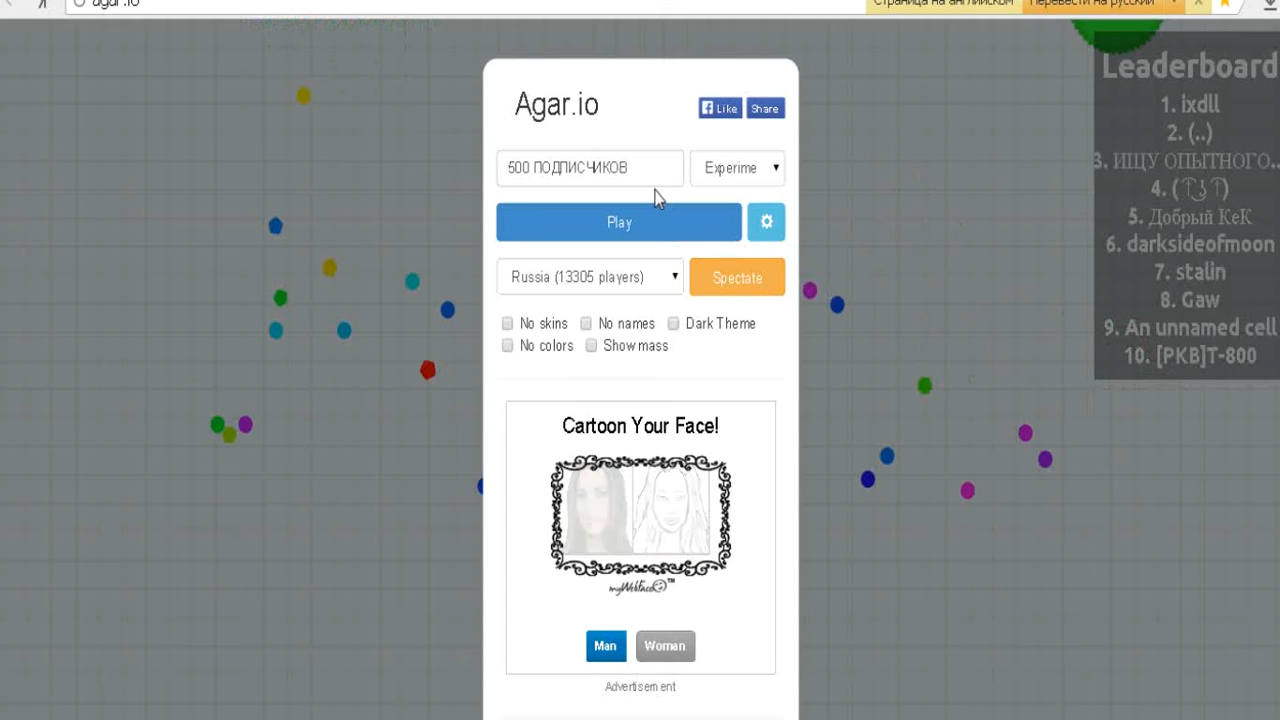 agar.io
Страница на английском
Перевести на русский
Agar.io
Like
Share
500 ПОДПИСЧИКОВ
Experime
Play
Russia (13305 players)
Spectate
No skins
No names
Dark Theme
No colors
Show mass
Cartoon Your Face!
myWebface™
Man
Woman
Advertisement
Leaderboard
1. ixdll
2. (..)
3. ИЩУ ОПЫТНОГО..
5. Добрый КеК
6. darksideofmoon
7. stalin
8. Gaw
9. An unnamed cell
10. [PKB]T-800